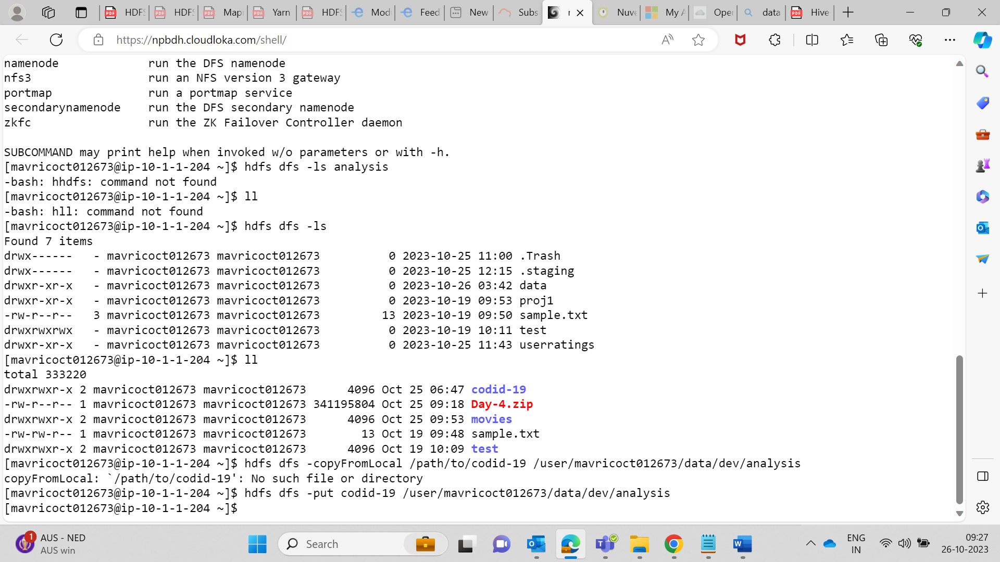 HDFS
HDFS
Mapr
Yarn
HDFS
Mod
Feed
New
Subs
Nuve
My A
Oper
data
Hive
https://npbdh.cloudloka.com/shell/
namenode             run the DFS namenode
nfs3                 run an NFS version 3 gateway
portmap              run a portmap service
secondarynamenode    run the DFS secondary namenode
zkfc                 run the ZK Failover Controller daemon
SUBCOMMAND may print help when invoked w/o parameters or with -h.
[mavricoct012673@ip-10-1-1-204 ~]$ hdfs dfs -ls analysis
-bash: hhdfs: command not found
[mavricoct012673@ip-10-1-1-204 ~]$ ll
-bash: hll: command not found
[mavricoct012673@ip-10-1-1-204 ~]$ hdfs dfs -ls
Found 7 items
drwx------   - mavricoct012673 mavricoct012673          0 2023-10-25 11:00 .Trash
drwx------   - mavricoct012673 mavricoct012673          0 2023-10-25 12:15 .staging
drwxr-xr-x   - mavricoct012673 mavricoct012673          0 2023-10-26 03:42 data
drwxr-xr-x   - mavricoct012673 mavricoct012673          0 2023-10-19 09:53 proj1
-rw-r--r--   3 mavricoct012673 mavricoct012673         13 2023-10-19 09:50 sample.txt
drwxrwxrwx   - mavricoct012673 mavricoct012673          0 2023-10-19 10:11 test
drwxr-xr-x   - mavricoct012673 mavricoct012673          0 2023-10-25 11:43 userratings
[mavricoct012673@ip-10-1-1-204 ~]$ ll
total 333220
drwxrwxr-x 2 mavricoct012673 mavricoct012673      4096 Oct 25 06:47 codid-19
-rw-r--r-- 1 mavricoct012673 mavricoct012673 341195804 Oct 25 09:18 Day-4.zip
drwxrwxr-x 2 mavricoct012673 mavricoct012673      4096 Oct 25 09:53 movies
-rw-rw-r-- 1 mavricoct012673 mavricoct012673        13 Oct 19 09:48 sample.txt
drwxrwxr-x 2 mavricoct012673 mavricoct012673      4096 Oct 19 10:09 test
[mavricoct012673@ip-10-1-1-204 ~]$ hdfs dfs -copyFromLocal /path/to/codid-19 /user/mavricoct012673/data/dev/analysis
copyFromLocal: `/path/to/codid-19': No such file or directory
[mavricoct012673@ip-10-1-1-204 ~]$ hdfs dfs -put codid-19 /user/mavricoct012673/data/dev/analysis
[mavricoct012673@ip-10-1-1-204 ~]$
1
AUS - NED
AUS win
Search
ENG
IN
09:27
26-10-2023